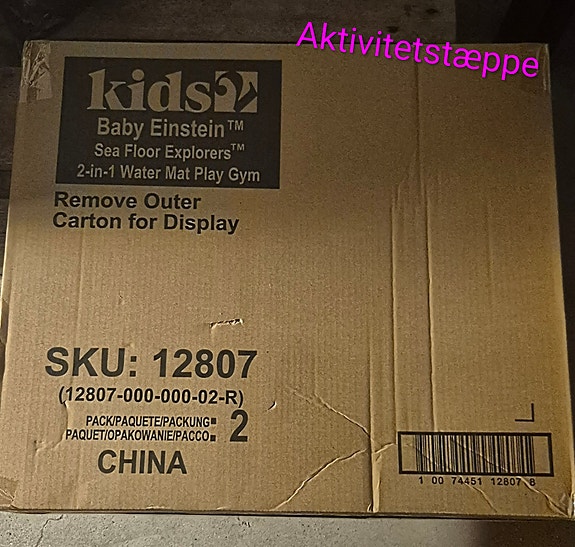 Aktivitetstæppe
kids2
Baby Einstein™
Sea Floor Explorers™
2-in-1 Water Mat Play Gym
Remove Outer
Carton for Display
SKU: 12807
(12807-000-000-02-R)
PACK/PAQUETE/PACKUNG
PAQUET/OPAKOWANIE/PACCO: 2
CHINA
1 00 74451 12807 8